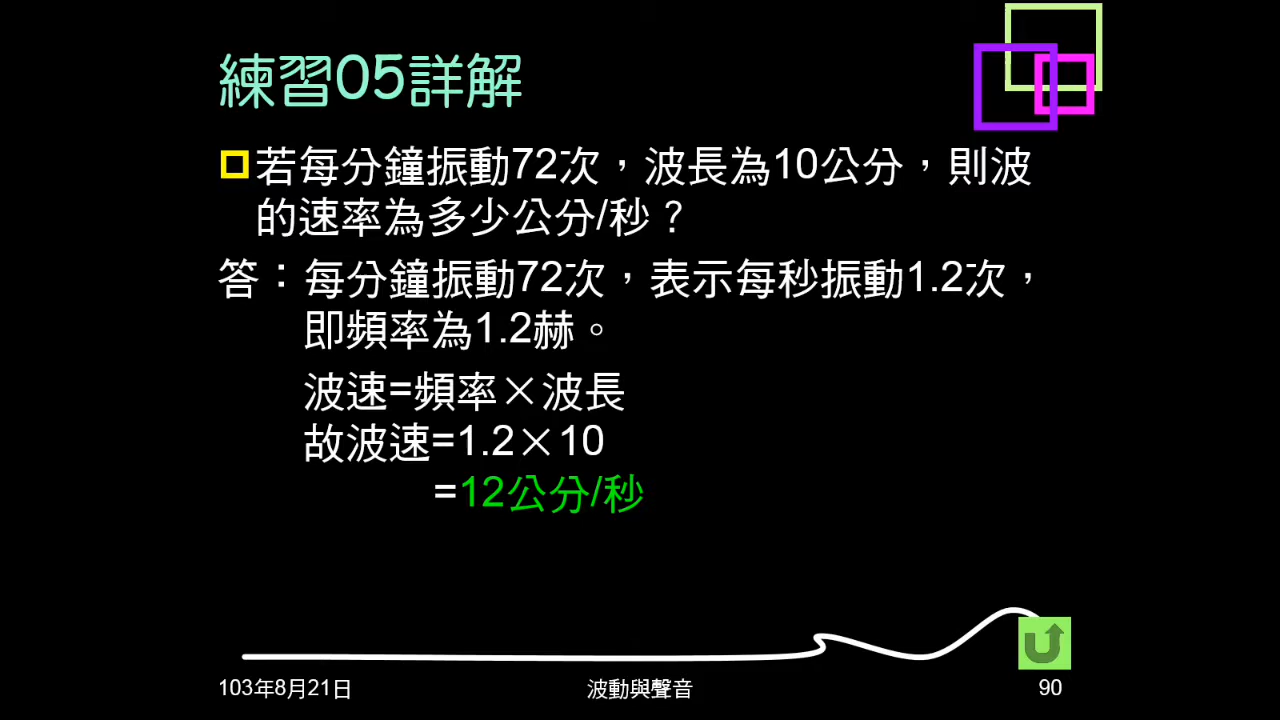 練習05詳解
若每分鐘振動72次，波長為10公分，則波
的速率為多少公分/秒？
答：每分鐘振動72次，表示每秒振動1.2次，
即頻率為1.2赫。
波速=頻率×波長
故波速=1.2×10
=12公分/秒
103年8月21日
波動與聲音
90